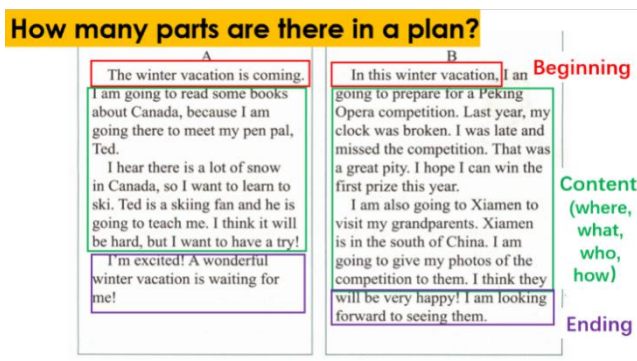 How many parts are there in a plan?
A
The winter vacation is coming.
I am going to read some books
about Canada, because I am
going there to meet my pen pal,
Ted.
I hear there is a lot of snow
in Canada, so I want to learn to
ski. Ted is a skiing fan and he is
going to teach me. I think it will
be hard, but I want to have a try!
I'm excited! A wonderful
winter vacation is waiting for
me!
B
In this winter vacation, I am
going to prepare for a Peking
Opera competition. Last year, my
clock was broken. I was late and
missed the competition. That was
a great pity. I hope I can win the
first prize this year.
I am also going to Xiamen to
visit my grandparents. Xiamen
is in the south of China. I am
going to give my photos of the
competition to them. I think they
will be very happy! I am looking
forward to seeing them.
Beginning
Content
(where,
what,
who,
how)
Ending